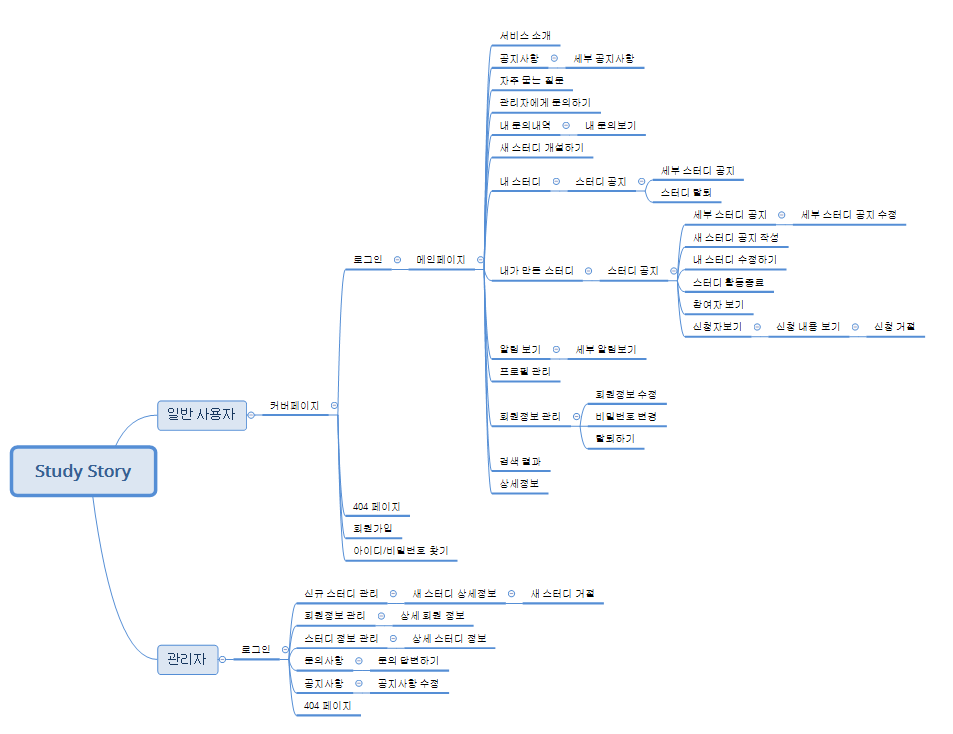 서비스 소개
공지사항 세부 공지사항
자주 묻는 질문
관리자에게 문의하기
내 문의내역 내 문의보기
새 스터디 개설하기
내 스터디 스터디 공지
세부 스터디 공지
스터디 탈퇴
세부 스터디 공지 세부 스터디 공지 수정
새 스터디 공지 작성
로그인 메인페이지
내 스터디 수정하기
내가 만든 스터디 스터디 공지
스터디 활동종료
참여자 보기
신청자보기 신청 내용 보기 신청 거절
알림 보기 세부 알림보기
프로필 관리
회원정보 수정
일반 사용자 커버페이지
회원정보 관리 비밀번호 변경
탈퇴하기
검색 결과
Study Story
상세정보
404 페이지
회원가입
아이디/비밀번호 찾기
신규 스터디 관리 새 스터디 상세정보 새 스터디 거절
회원정보 관리 상세 회원 정보
스터디 정보 관리 상세 스터디 정보
관리자 로그인
문의사항 문의 답변하기
공지사항 공지사항 수정
404 페이지